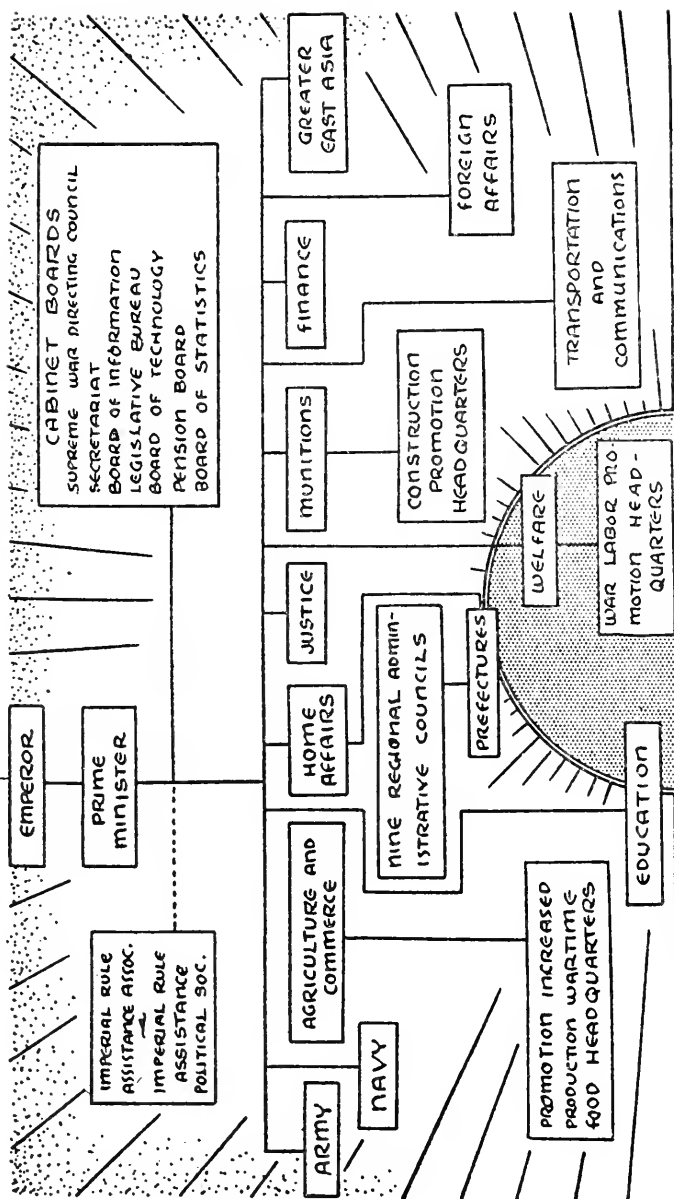 EMPEROR
PRIME
MINISTER
IMPERIAL RULE
ASSISTANCE ASSOC.
IMPERIAL RULE
ASSISTANCE
POLITICAL SOC.
CABINET BOARDS
SUPREME WAR DIRECTING COUNCIL
SECRETARIAT
BOARD OF INFORMATION
LEGISLATIVE BUREAU
BOARD OF TECHNOLOGY
PENSION BOARD
BOARD OF STATISTICS
ARMY
NAVY
AGRICULTURE AND
COMMERCE
HOME
AFFAIRS
JUSTICE
MUNITIONS
FINANCE
GREATER
EAST ASIA
NINE REGIONAL ADMIN-
ISTRATIVE COUNCILS
CONSTRUCTION
PROMOTION
HEADQUARTERS
FOREIGN
AFFAIRS
PREFECTURES
WELFARE
TRANSPORTATION
AND
COMMUNICATIONS
PROMOTION INCREASED
PRODUCTION WARTIME
FOOD HEADQUARTERS
EDUCATION
WAR LABOR PRO-
MOTION HEAD-
QUARTERS